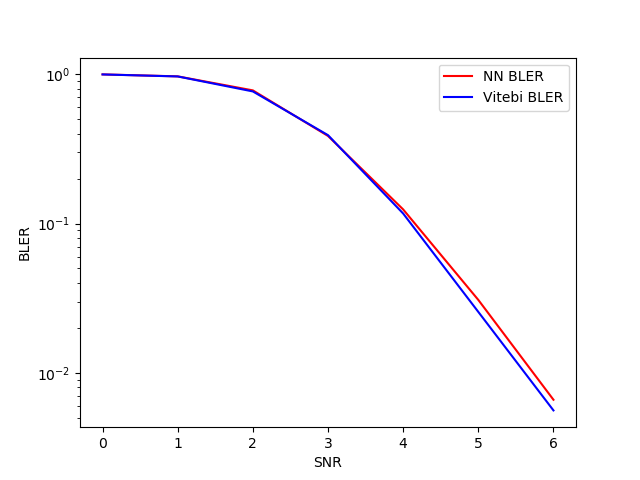 NN BLER
Vitebi BLER
10⁰
10⁻¹
10⁻²
BLER
0 1 2 3 4 5 6
SNR